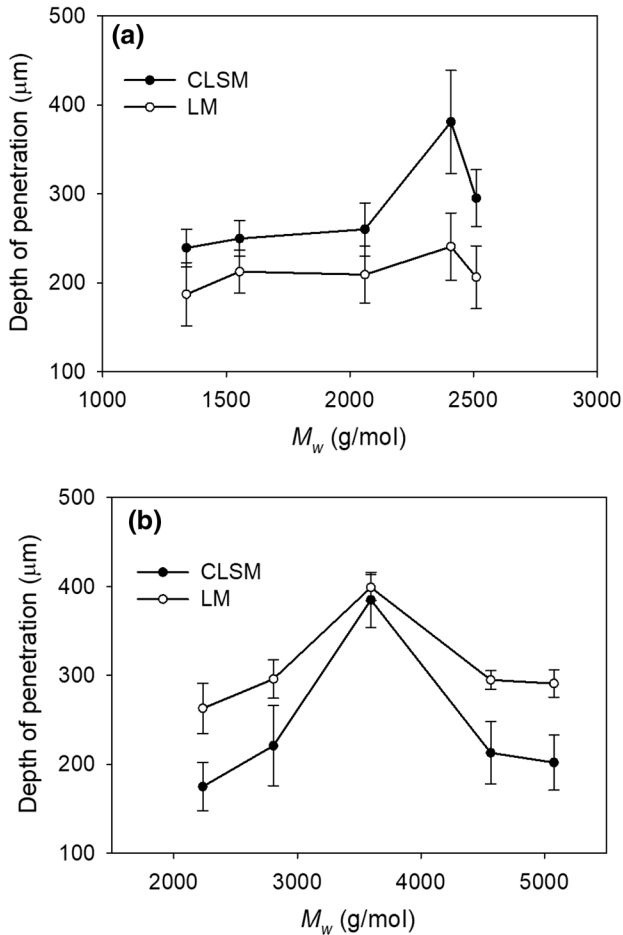 500
(a)
CLSM
400
LM
300
200
100
1000 1500 2000 2500 3000
Depth of penetration (μm)
Mw (g/mol)
500
(b)
CLSM
400
LM
300
200
100
2000 3000 4000 5000
Depth of penetration (μm)
Mw (g/mol)